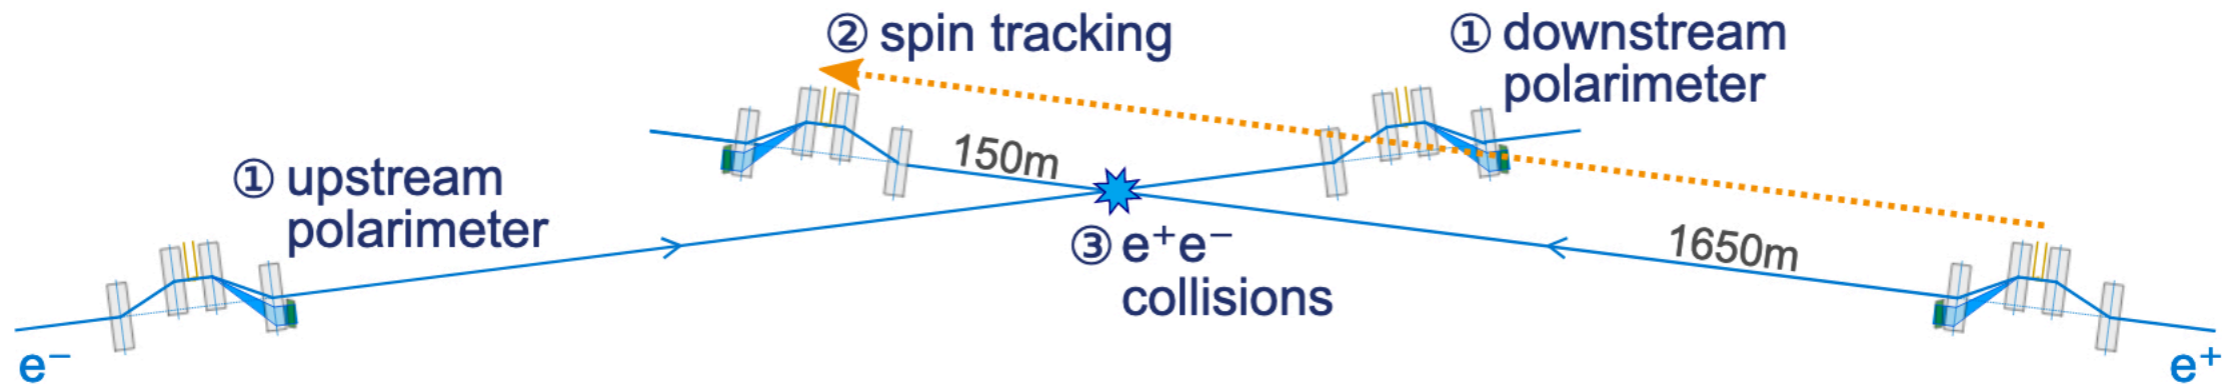 ② spin tracking
① downstream
polarimeter
150m
① upstream
polarimeter
③ e⁺e⁻
collisions
1650m
e⁻
e⁺